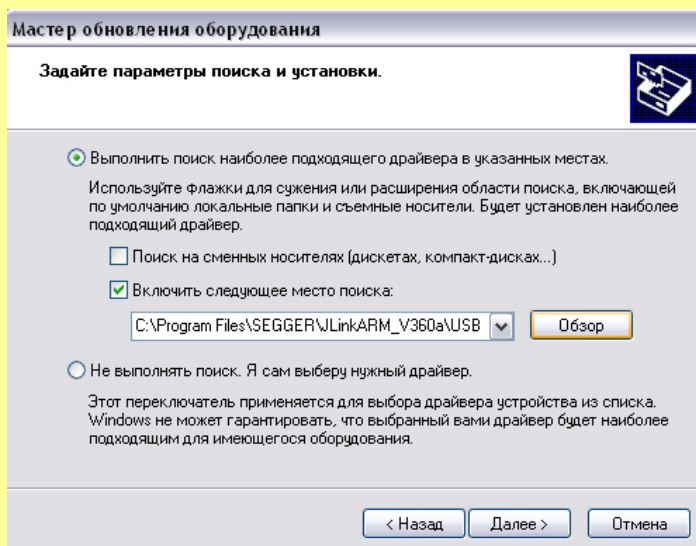 Мастер обновления оборудования
Задайте параметры поиска и установки.
Выполнить поиск наиболее подходящего драйвера в указанных местах.
Используйте флажки для сужения или расширения области поиска, включающей
по умолчанию локальные папки и съемные носители. Будет установлен наиболее
подходящий драйвер.
Поиск на сменных носителях (дискетах, компакт-дисках...)
Включить следующее место поиска:
C:\Program Files\SEGGER\JLinkARM_V360a\USB
Обзор
Не выполнять поиск. Я сам выберу нужный драйвер.
Этот переключатель применяется для выбора драйвера устройства из списка.
Windows не может гарантировать, что выбранный вами драйвер будет наиболее
подходящим для имеющегося оборудования.
< Назад Далее > Отмена